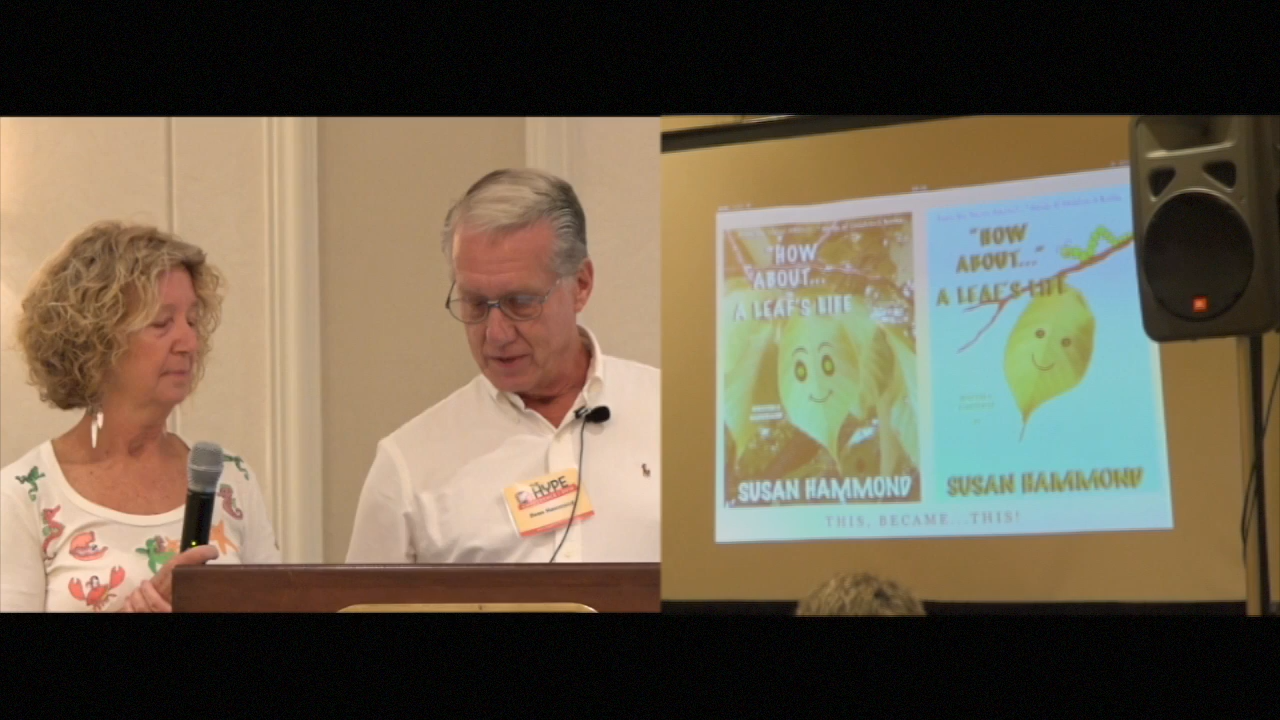 HYPE
"HOW
ABOUT...
A LEAF'S LIFE
SUSAN HAMMOND
"HOW
ABOUT..."
A LEAF'S LIFE
SUSAN HAMMOND
THIS, BECAME...THIS!